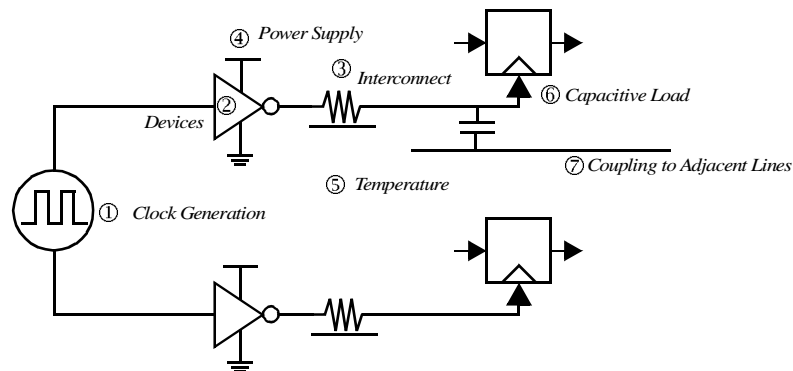 ④ Power Supply
③ Interconnect
② Devices
⑥ Capacitive Load
⑦ Coupling to Adjacent Lines
⑤ Temperature
① Clock Generation